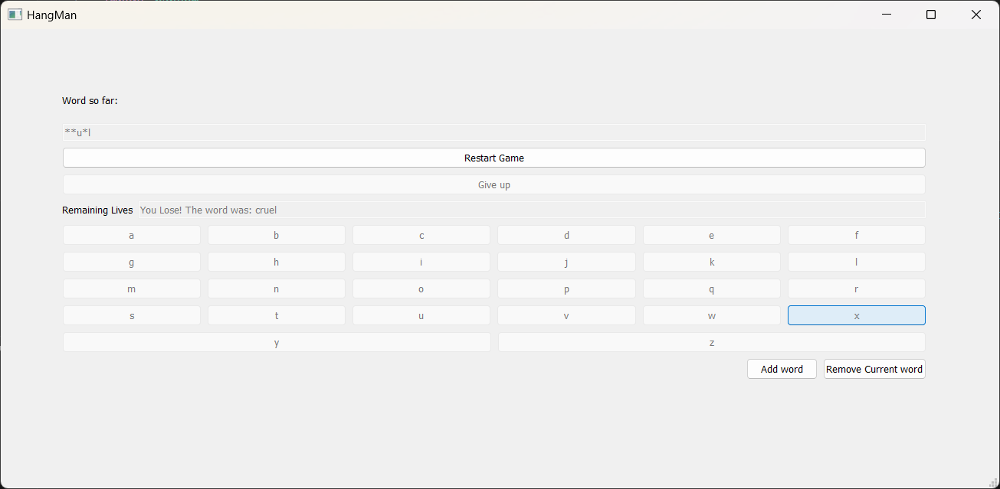 HangMan
Word so far:
**u*l
Restart Game
Give up
Remaining Lives You Lose! The word was: cruel
a b c d e f
g h i j k l
m n o p q r
s t u v w x
y z
Add word Remove Current word